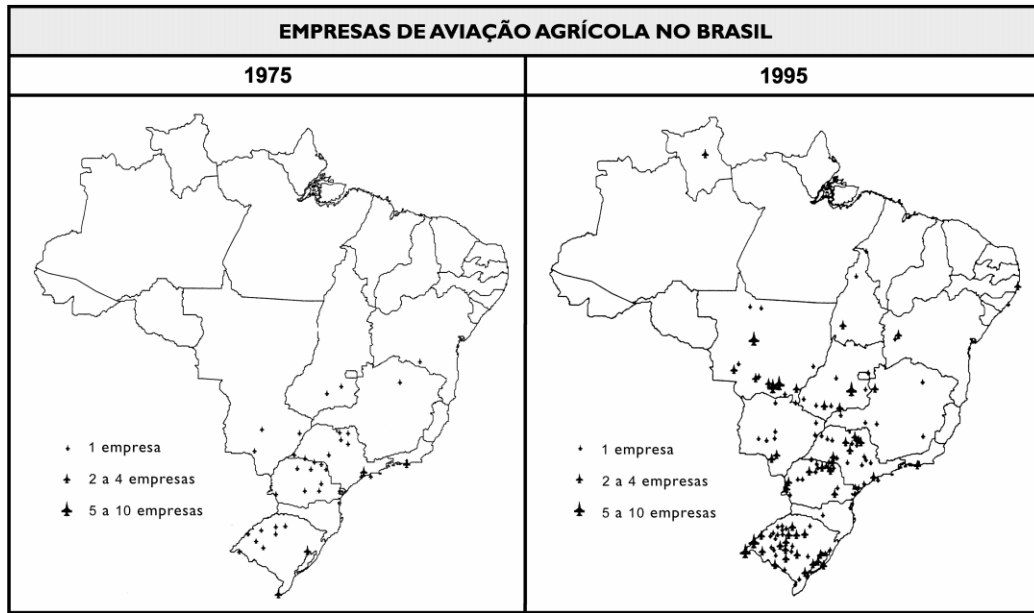 EMPRESAS DE AVIAÇÃO AGRÍCOLA NO BRASIL
1975
1995
1 empresa
2 a 4 empresas
5 a 10 empresas
1 empresa
2 a 4 empresas
5 a 10 empresas